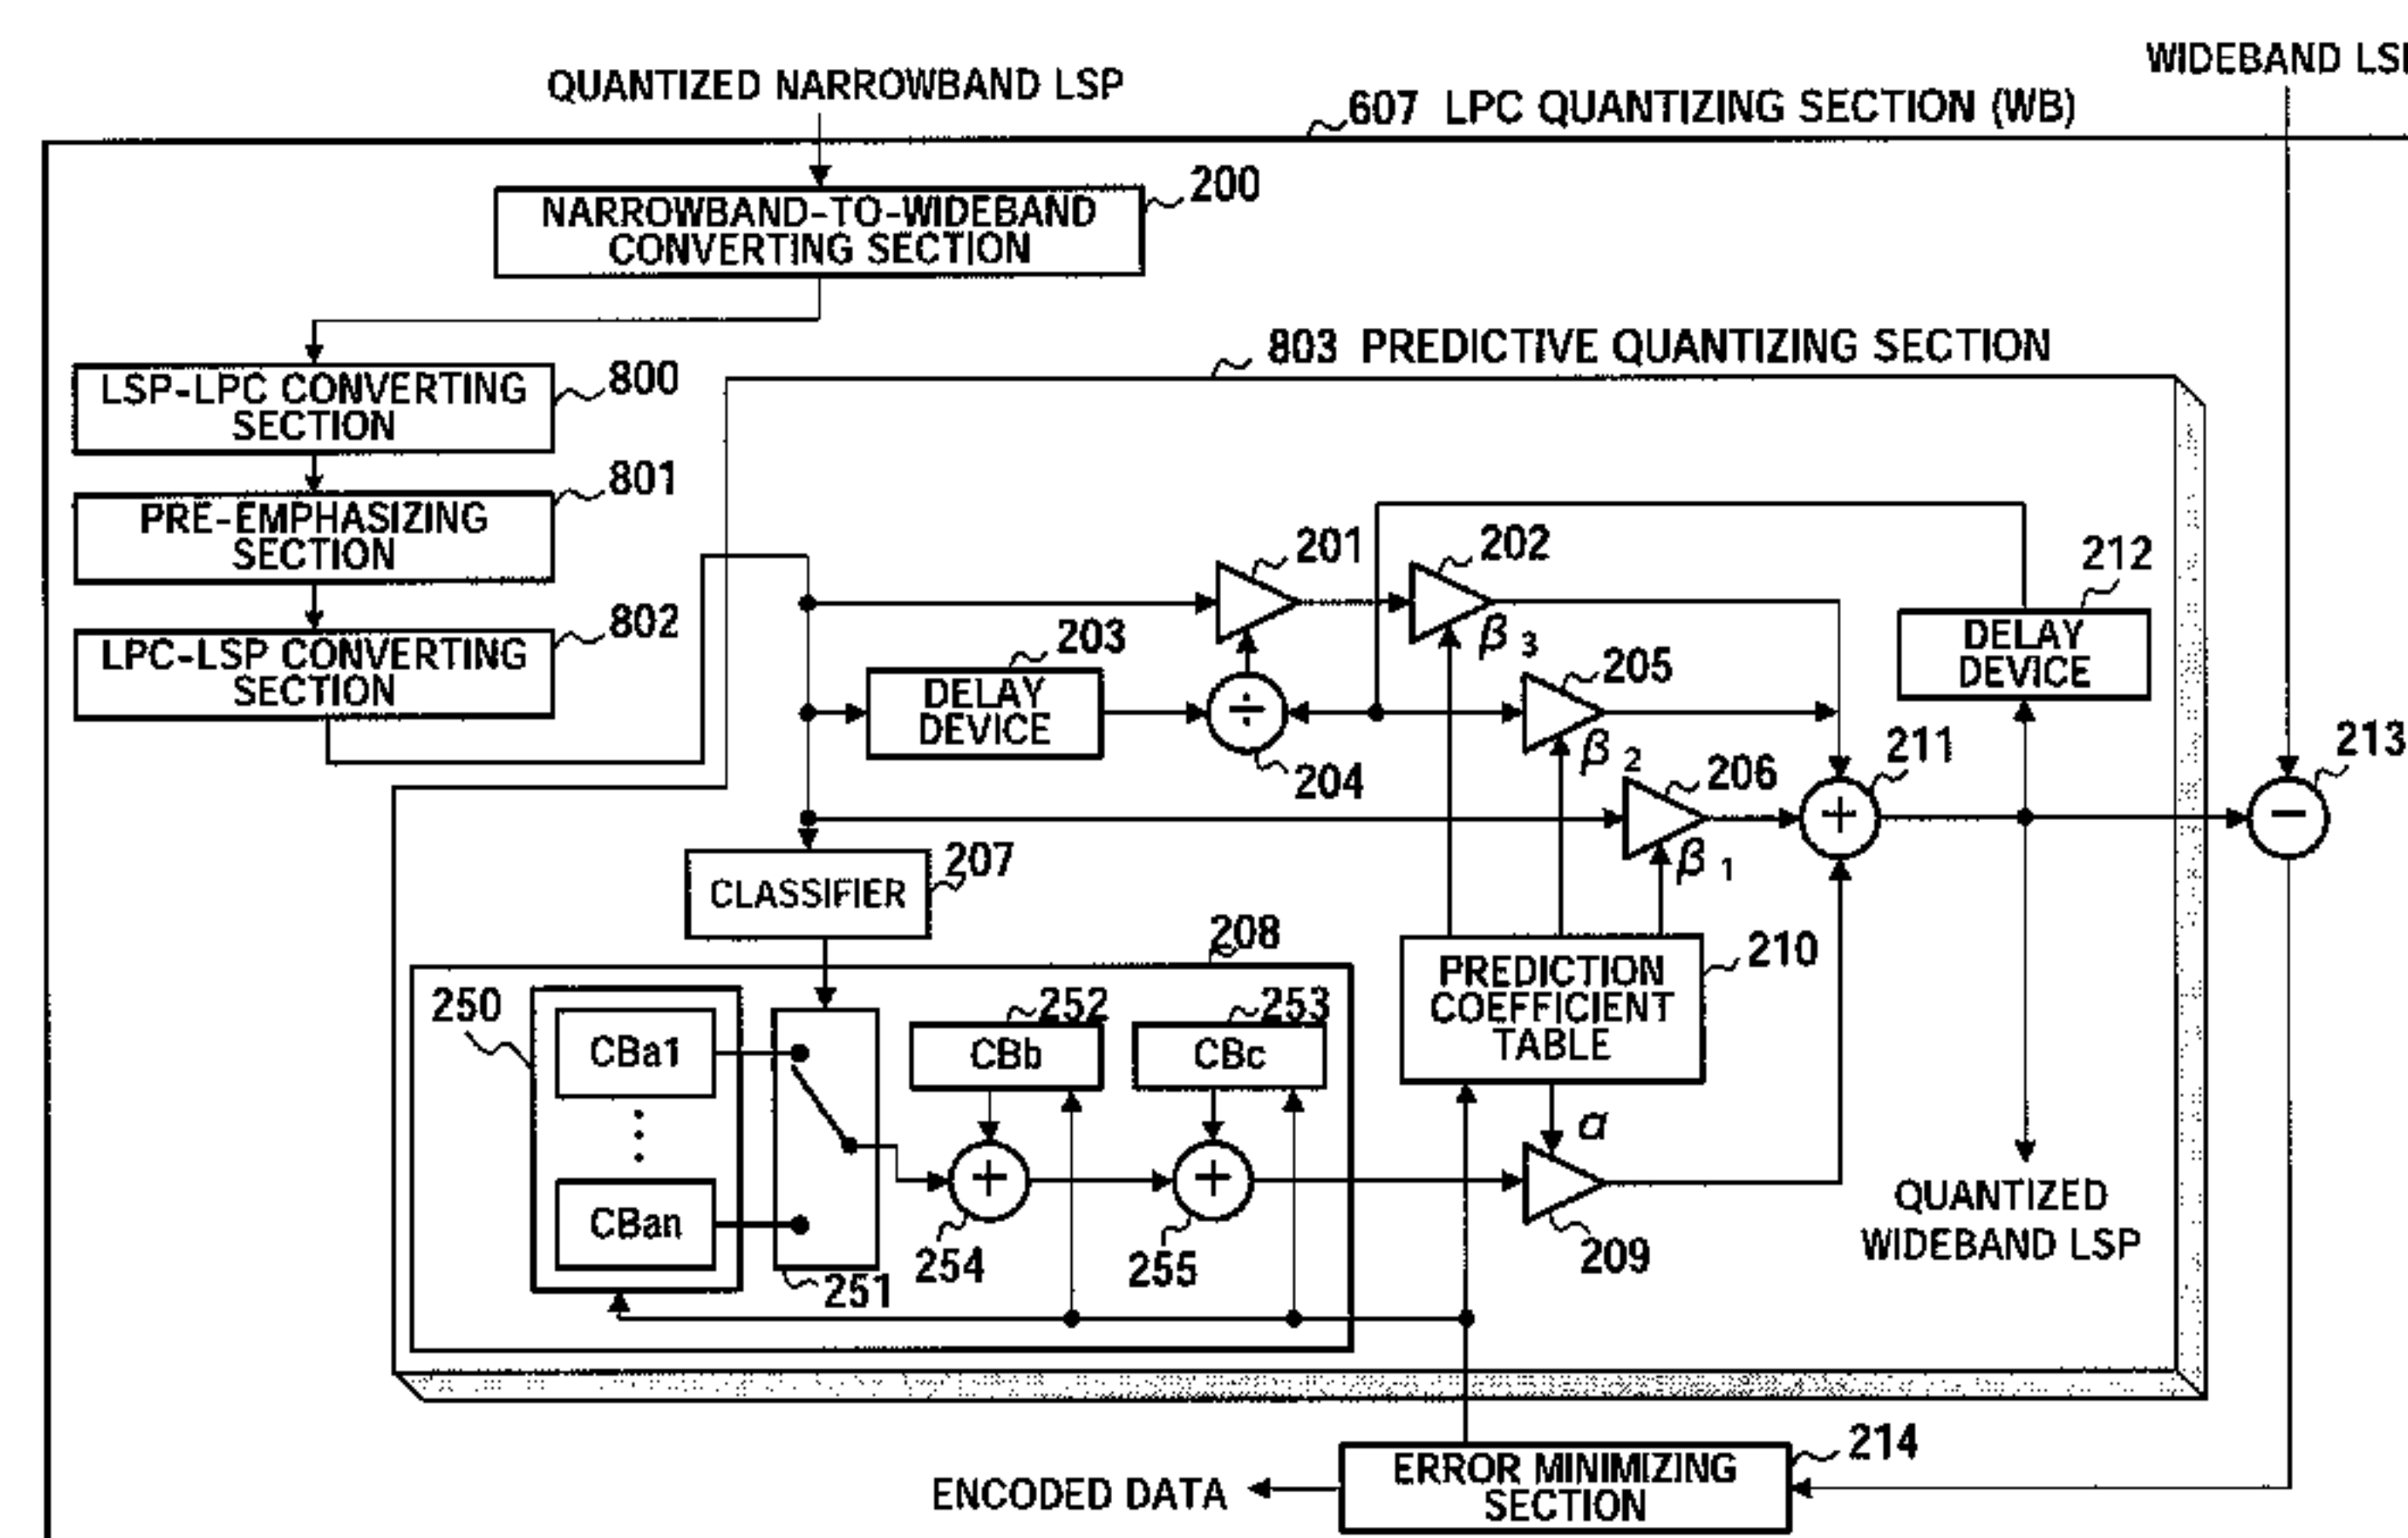 QUANTIZED NARROWBAND LSP
WIDEBAND LSP
607 LPC QUANTIZING SECTION (WB)
200
NARROWBAND-TO-WIDEBAND
CONVERTING SECTION
803 PREDICTIVE QUANTIZING SECTION
LSP-LPC CONVERTING
SECTION
800
PRE-EMPHASIZING
SECTION
801
LPC-LSP CONVERTING
SECTION
802
201
202
β 3
203
DELAY
DEVICE
÷
204
205
β 2
212
DELAY
DEVICE
206
β 1
211
+
213
−
CLASSIFIER
207
208
250
CBa1
CBan
251
252
CBb
253
CBc
+
254
+
255
PREDICTION
COEFFICIENT
TABLE
210
α
209
QUANTIZED
WIDEBAND LSP
ENCODED DATA
ERROR MINIMIZING
SECTION
214